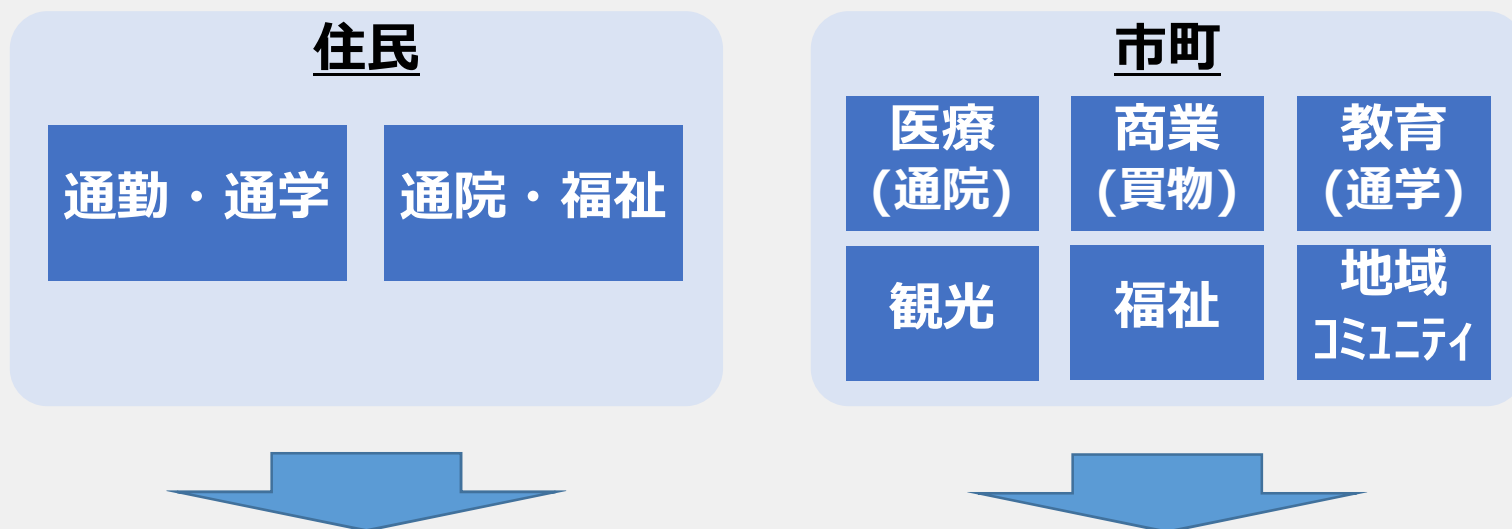 住民
通勤・通学
通院・福祉
市町
医療
(通院)
商業
(買物)
教育
(通学)
観光
福祉
地域
ｺﾐｭﾆﾃｨ